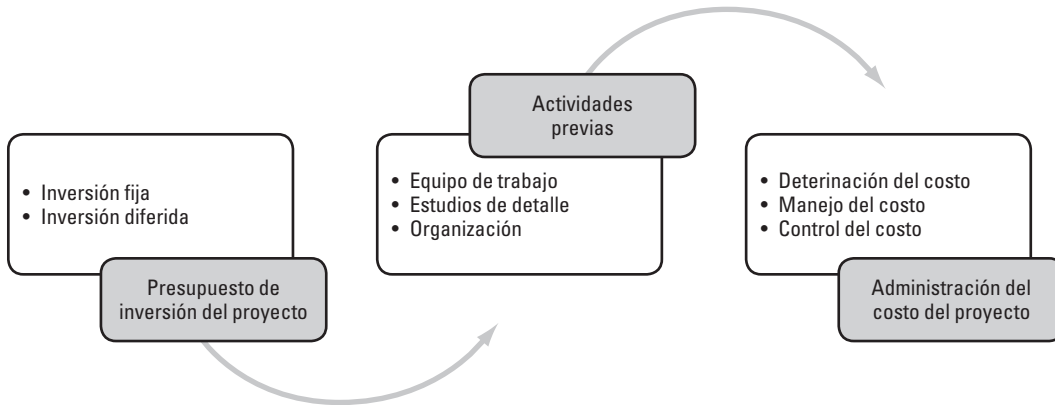 • Inversión fija
• Inversión diferida
Presupuesto de
inversión del proyecto
Actividades
previas
• Equipo de trabajo
• Estudios de detalle
• Organización
• Deterinación del costo
• Manejo del costo
• Control del costo
Administración del
costo del proyecto